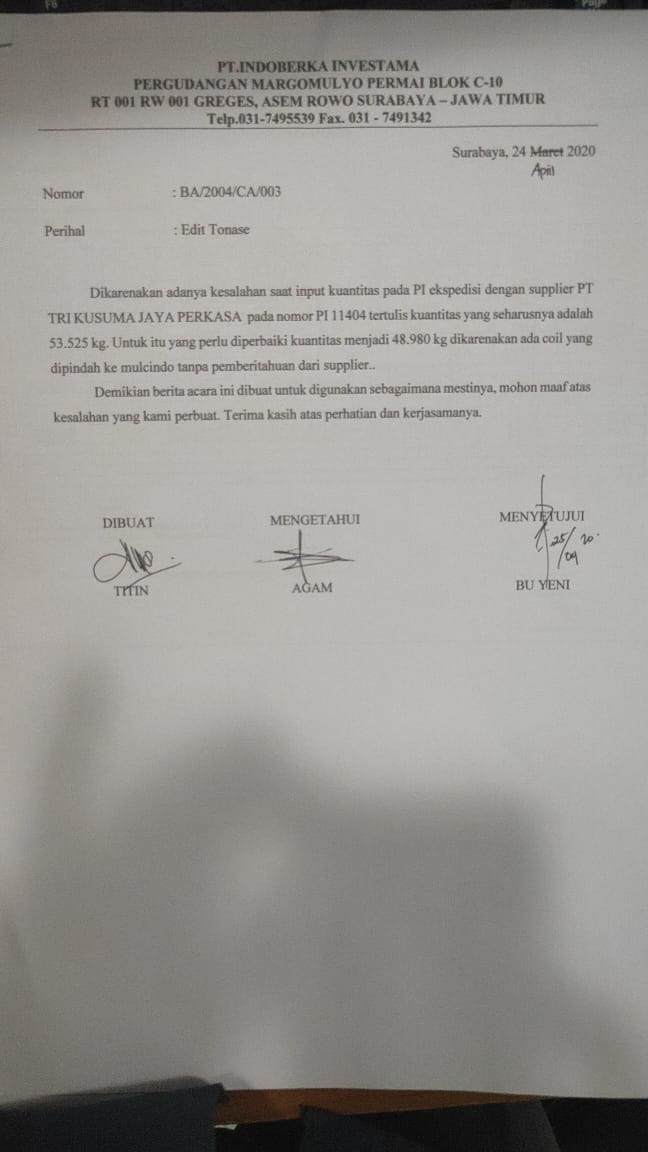 F8
Page
PT.INDOBERKA INVESTAMA
PERGUDANGAN MARGOMULYO PERMAI BLOK C-10
RT 001 RW 001 GREGES, ASEM ROWO SURABAYA – JAWA TIMUR
Telp.031-7495539 Fax. 031 - 7491342
Surabaya, 24 Maret 2020
April
Nomor : BA/2004/CA/003
Perihal : Edit Tonase
Dikarenakan adanya kesalahan saat input kuantitas pada PI ekspedisi dengan supplier PT
TRI KUSUMA JAYA PERKASA pada nomor PI 11404 tertulis kuantitas yang seharusnya adalah
53.525 kg. Untuk itu yang perlu diperbaiki kuantitas menjadi 48.980 kg dikarenakan ada coil yang
dipindah ke mulcindo tanpa pemberitahuan dari supplier..
Demikian berita acara ini dibuat untuk digunakan sebagaimana mestinya, mohon maaf atas
kesalahan yang kami perbuat. Terima kasih atas perhatian dan kerjasamanya.
DIBUAT MENGETAHUI MENYETUJUI
25/04 20.
TITIN AGAM BU YENI